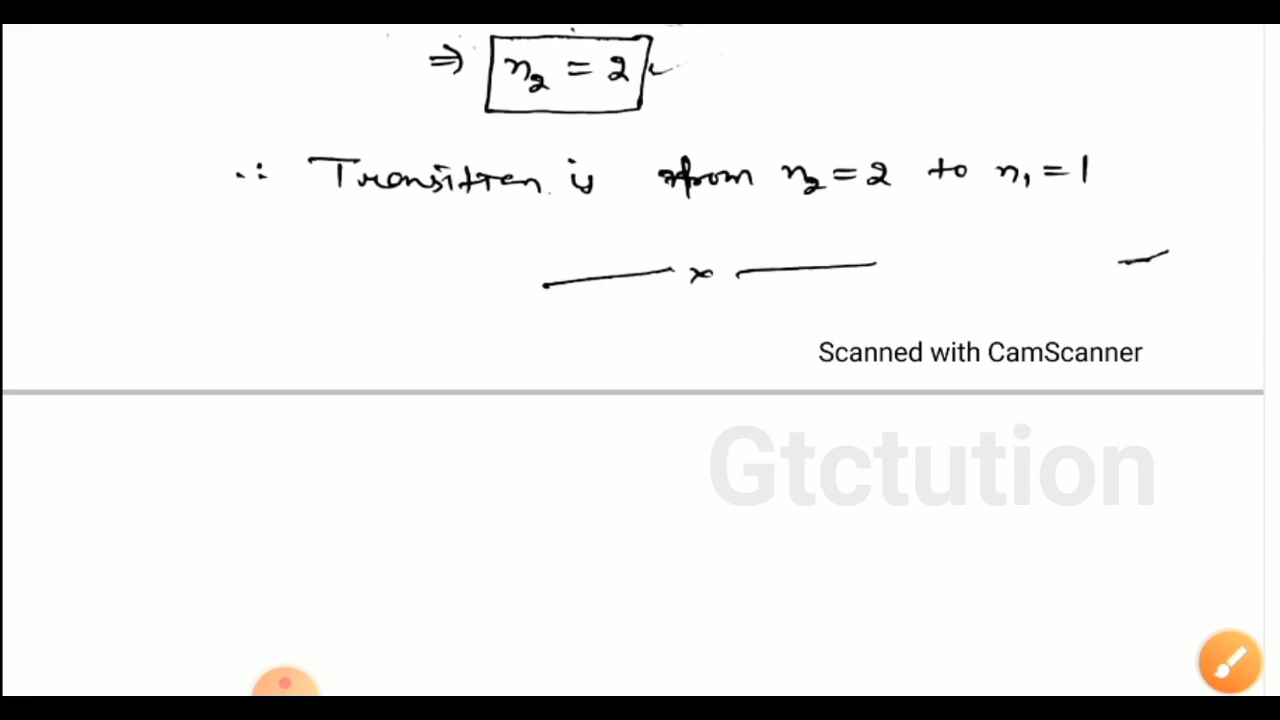 ⇒ n₂ = 2
∴ Transition is from n₂ = 2 to n₁ = 1
x
Scanned with CamScanner
Gtctution